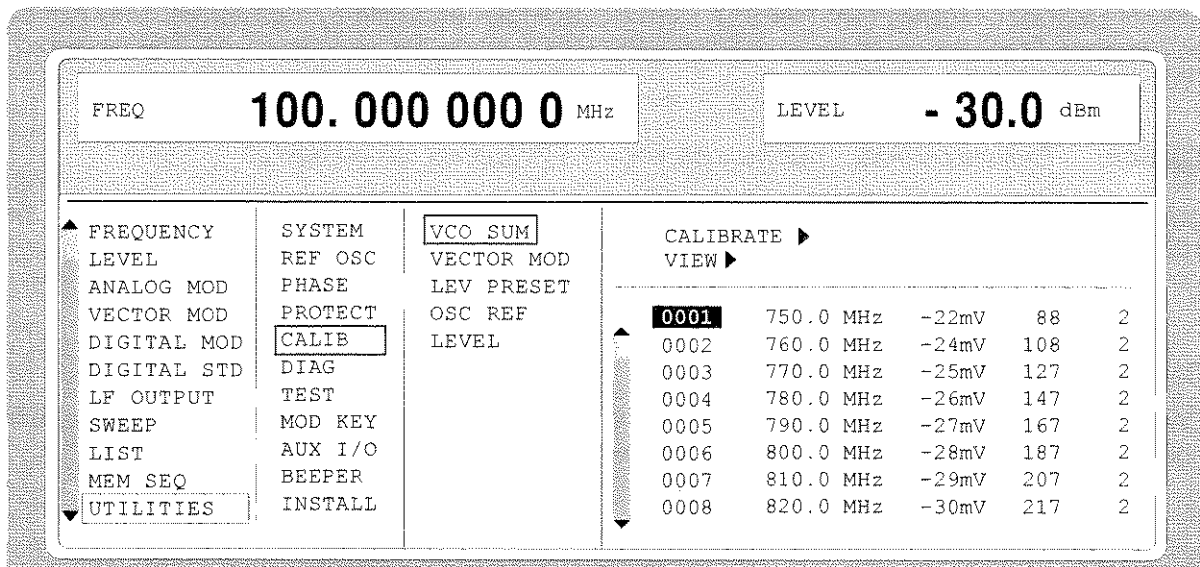 FREQ 100. 000 000 0 MHz LEVEL - 30.0 dBm
FREQUENCY
LEVEL
ANALOG MOD
VECTOR MOD
DIGITAL MOD
DIGITAL STD
LF OUTPUT
SWEEP
LIST
MEM SEQ
UTILITIES
SYSTEM
REF OSC
PHASE
PROTECT
CALIB
DIAG
TEST
MOD KEY
AUX I/O
BEEPER
INSTALL
VCO SUM
VECTOR MOD
LEV PRESET
OSC REF
LEVEL
CALIBRATE
VIEW
0001 750.0 MHz -22mV 88 2
0002 760.0 MHz -24mV 108 2
0003 770.0 MHz -25mV 127 2
0004 780.0 MHz -26mV 147 2
0005 790.0 MHz -27mV 167 2
0006 800.0 MHz -28mV 187 2
0007 810.0 MHz -29mV 207 2
0008 820.0 MHz -30mV 217 2